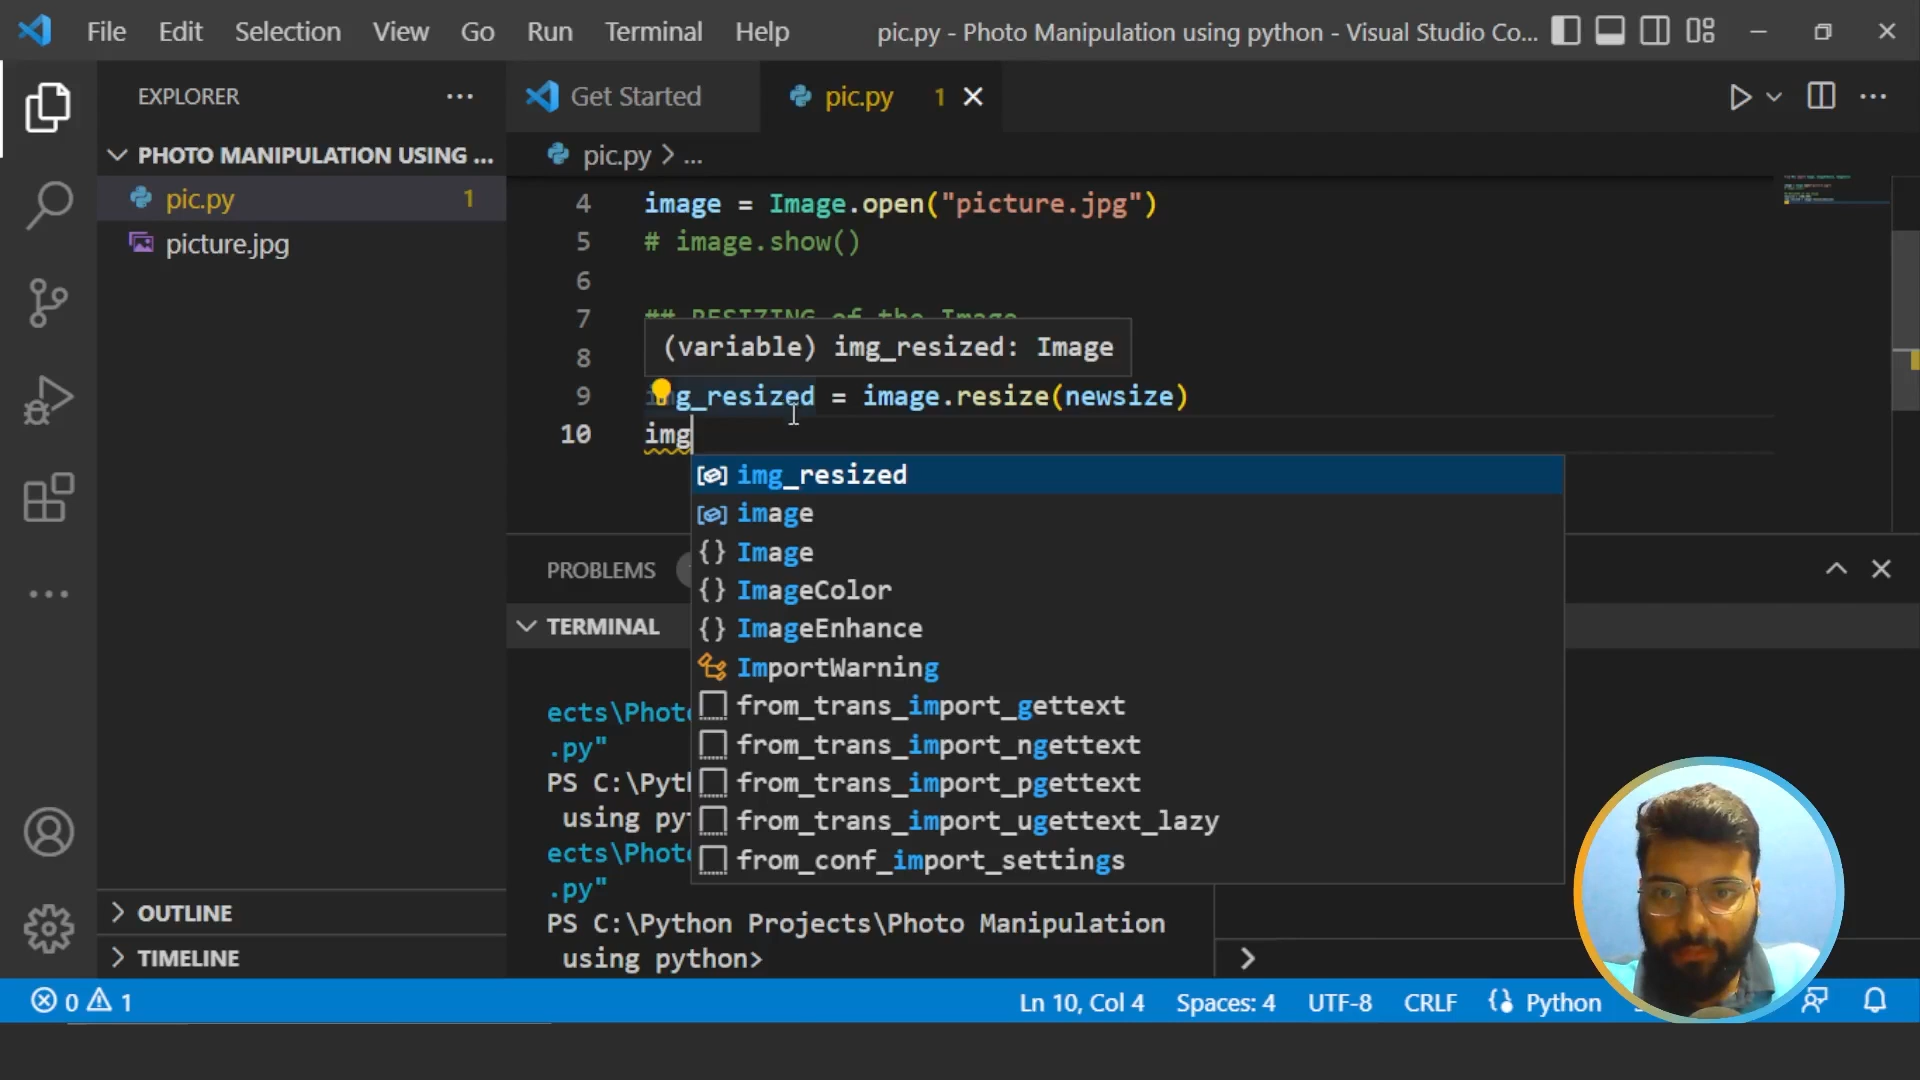 File Edit Selection View Go Run Terminal Help pic.py - Photo Manipulation using python - Visual Studio Co...
EXPLORER
PHOTO MANIPULATION USING ...
pic.py 1
picture.jpg
OUTLINE
TIMELINE
Get Started pic.py 1
pic.py > ...
4 image = Image.open("picture.jpg")
5 # image.show()
6
7 ## RESIZING of the Image
8
(variable) img_resized: Image
9 img_resized = image.resize(newsize)
10 img
img_resized
image
Image
ImageColor
ImageEnhance
ImportWarning
from_trans_import_gettext
from_trans_import_ngettext
from_trans_import_pgettext
from_trans_import_ugettext_lazy
from_conf_import_settings
PROBLEMS
TERMINAL
ects\Photo
.py"
PS C:\Pyth
using pyt
ects\Photo
.py"
PS C:\Python Projects\Photo Manipulation
using python>
0 1 Ln 10, Col 4 Spaces: 4 UTF-8 CRLF Python